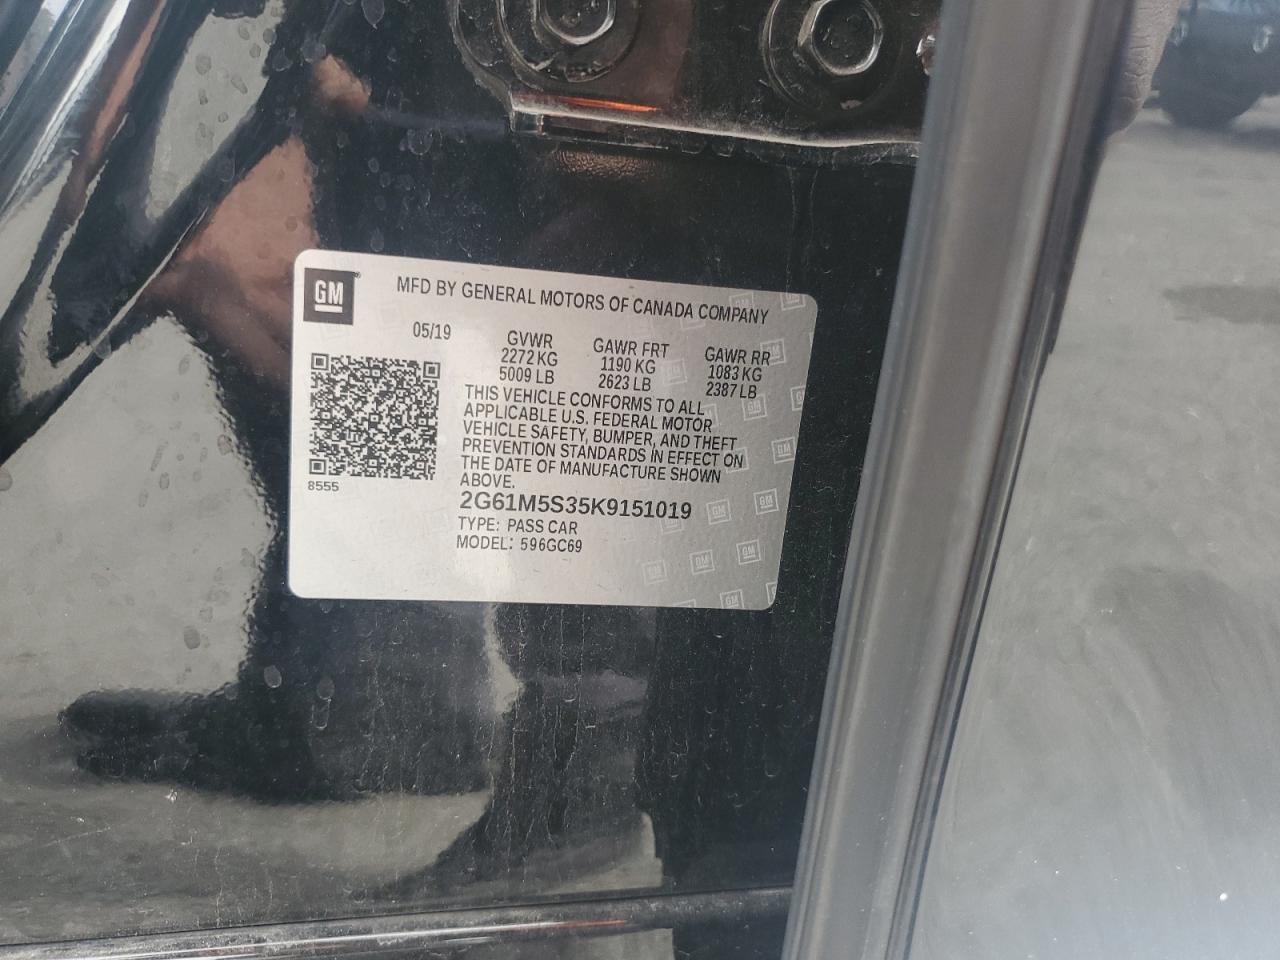 GM
MFD BY GENERAL MOTORS OF CANADA COMPANY
05/19
GVWR
2272 KG
5009 LB
GAWR FRT
1190 KG
2623 LB
GAWR RR
1083 KG
2387 LB
THIS VEHICLE CONFORMS TO ALL
APPLICABLE U.S. FEDERAL MOTOR
VEHICLE SAFETY, BUMPER, AND THEFT
PREVENTION STANDARDS IN EFFECT ON
THE DATE OF MANUFACTURE SHOWN
ABOVE.
8555
2G61M5S35K9151019
TYPE: PASS CAR
MODEL: 596GC69